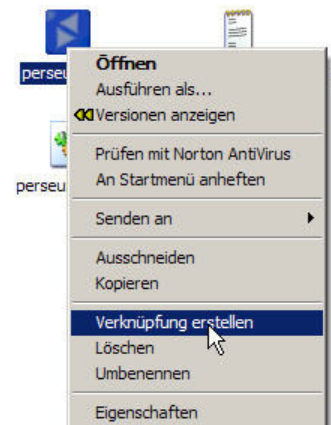 perseu
Öffnen
Ausführen als...
Versionen anzeigen
perseu
Prüfen mit Norton AntiVirus
An Startmenü anheften
Senden an
Ausschneiden
Kopieren
Verknüpfung erstellen
Löschen
Umbenennen
Eigenschaften